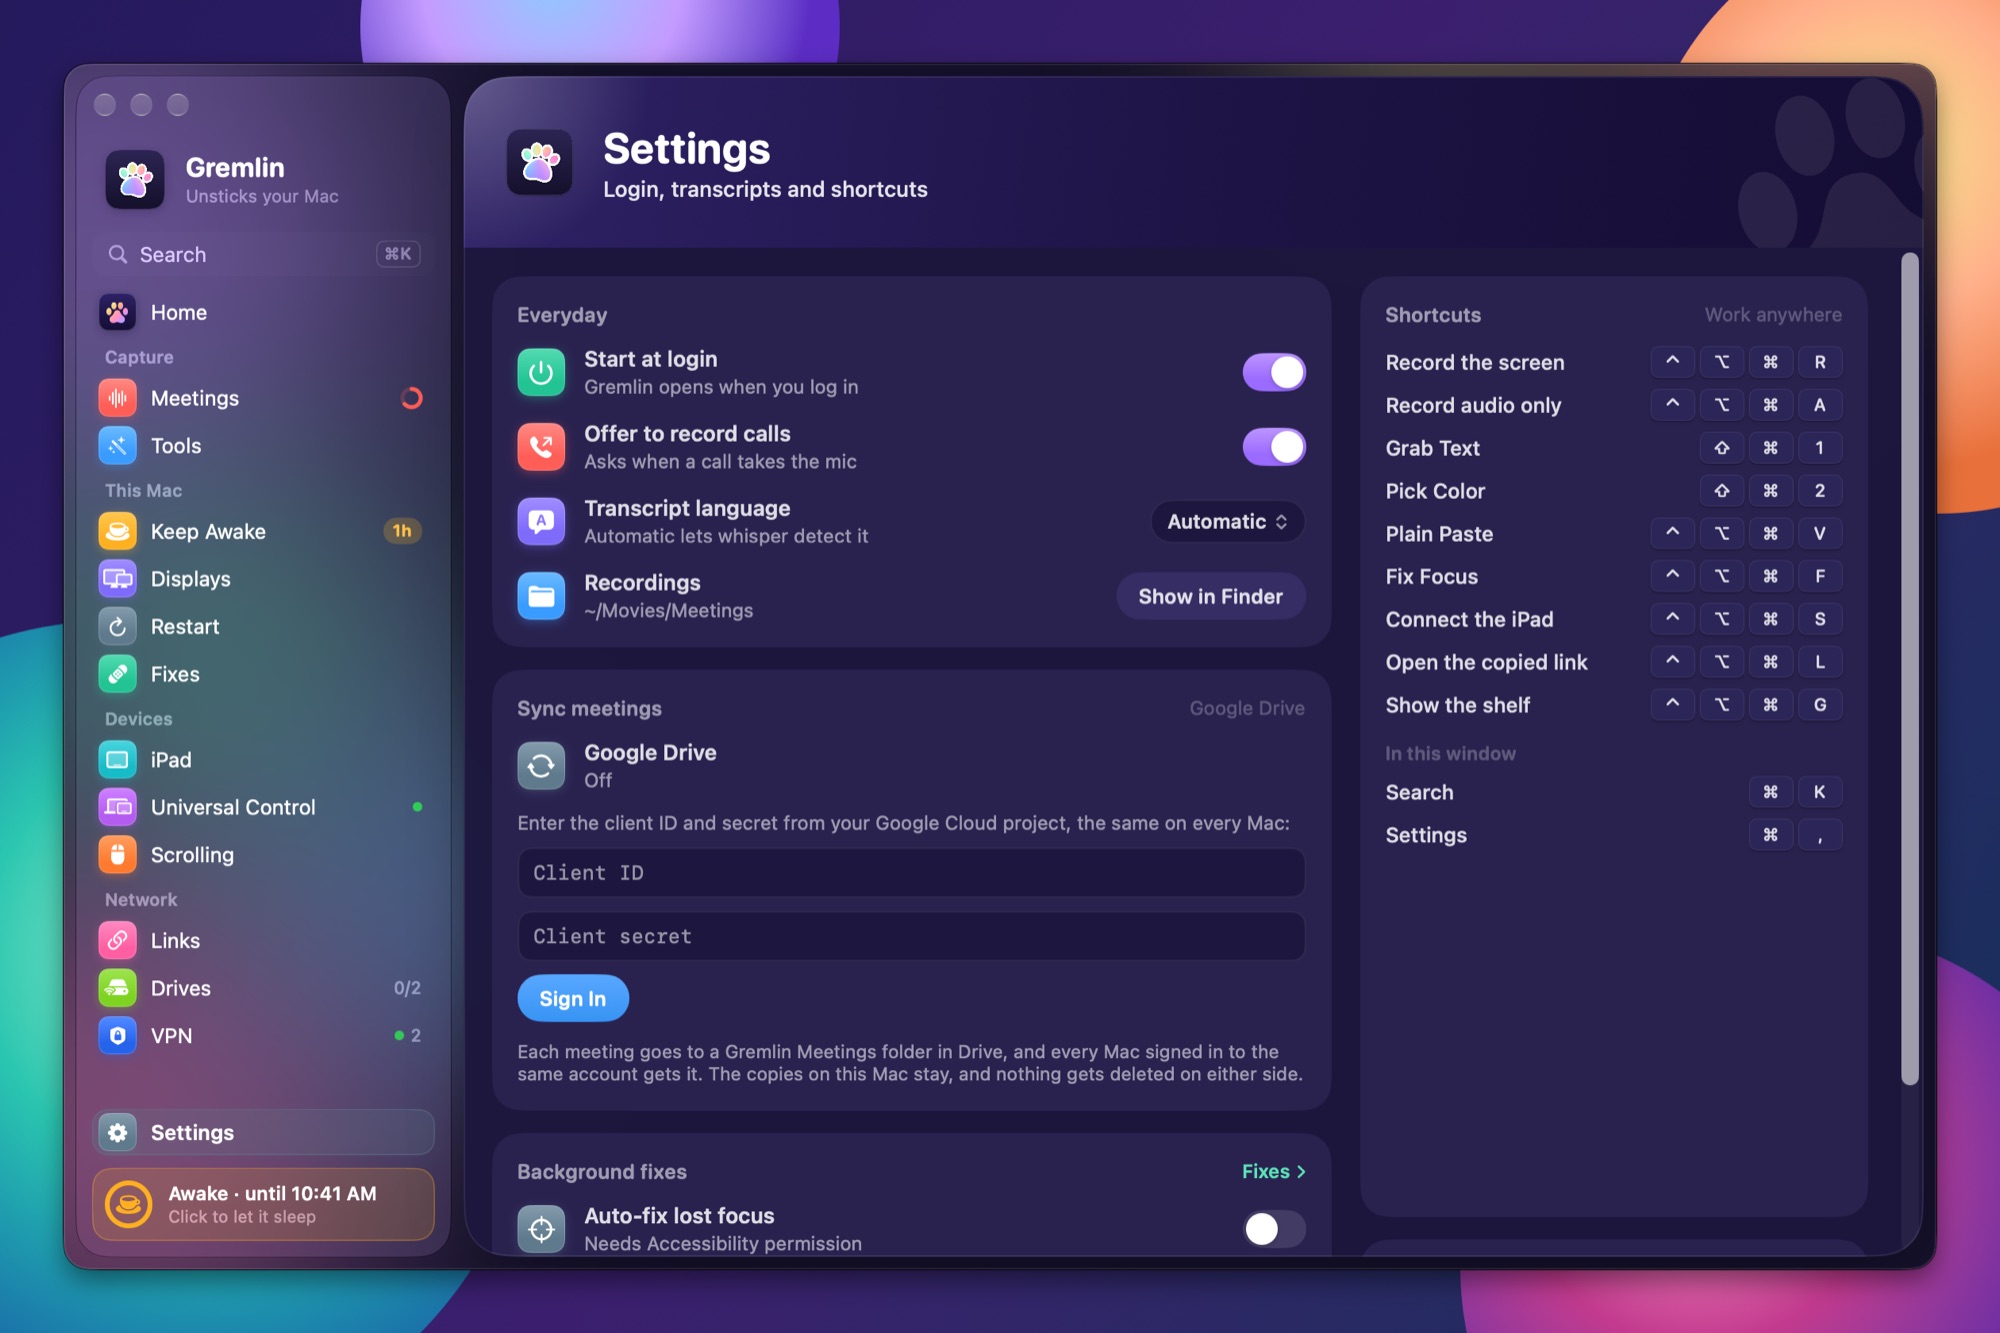 Gremlin
Unsticks your Mac
Search ⌘K
Home
Capture
Meetings
Tools
This Mac
Keep Awake 1h
Displays
Restart
Fixes
Devices
iPad
Universal Control
Scrolling
Network
Links
Drives 0/2
VPN 2
Settings
Awake · until 10:41 AM
Click to let it sleep
Settings
Login, transcripts and shortcuts
Everyday
Start at login
Gremlin opens when you log in
Offer to record calls
Asks when a call takes the mic
Transcript language
Automatic lets whisper detect it
Automatic
Recordings
~/Movies/Meetings
Show in Finder
Sync meetings Google Drive
Google Drive
Off
Enter the client ID and secret from your Google Cloud project, the same on every Mac:
Client ID
Client secret
Sign In
Each meeting goes to a Gremlin Meetings folder in Drive, and every Mac signed in to the
same account gets it. The copies on this Mac stay, and nothing gets deleted on either side.
Background fixes Fixes >
Auto-fix lost focus
Needs Accessibility permission
Shortcuts Work anywhere
Record the screen ^ ⌥ ⌘ R
Record audio only ^ ⌥ ⌘ A
Grab Text ⇧ ⌘ 1
Pick Color ⇧ ⌘ 2
Plain Paste ^ ⌥ ⌘ V
Fix Focus ^ ⌥ ⌘ F
Connect the iPad ^ ⌥ ⌘ S
Open the copied link ^ ⌥ ⌘ L
Show the shelf ^ ⌥ ⌘ G
In this window
Search ⌘ K
Settings ⌘ ,